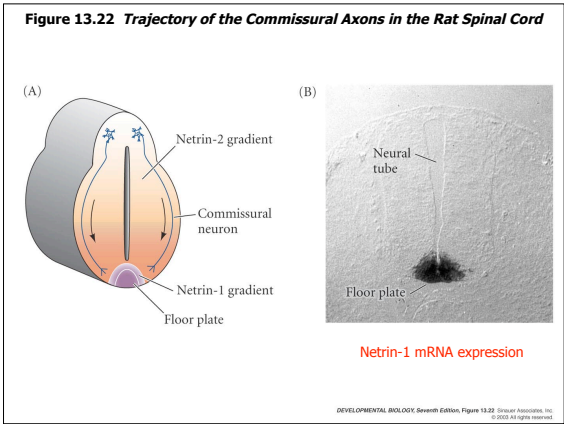 Figure 13.22 Trajectory of the Commissural Axons in the Rat Spinal Cord
(A)
Netrin-2 gradient
Commissural
neuron
Netrin-1 gradient
Floor plate
(B)
Neural
tube
Floor plate
Netrin-1 mRNA expression
DEVELOPMENTAL BIOLOGY, Seventh Edition, Figure 13.22 Sinauer Associates, Inc.
© 2003 All rights reserved.